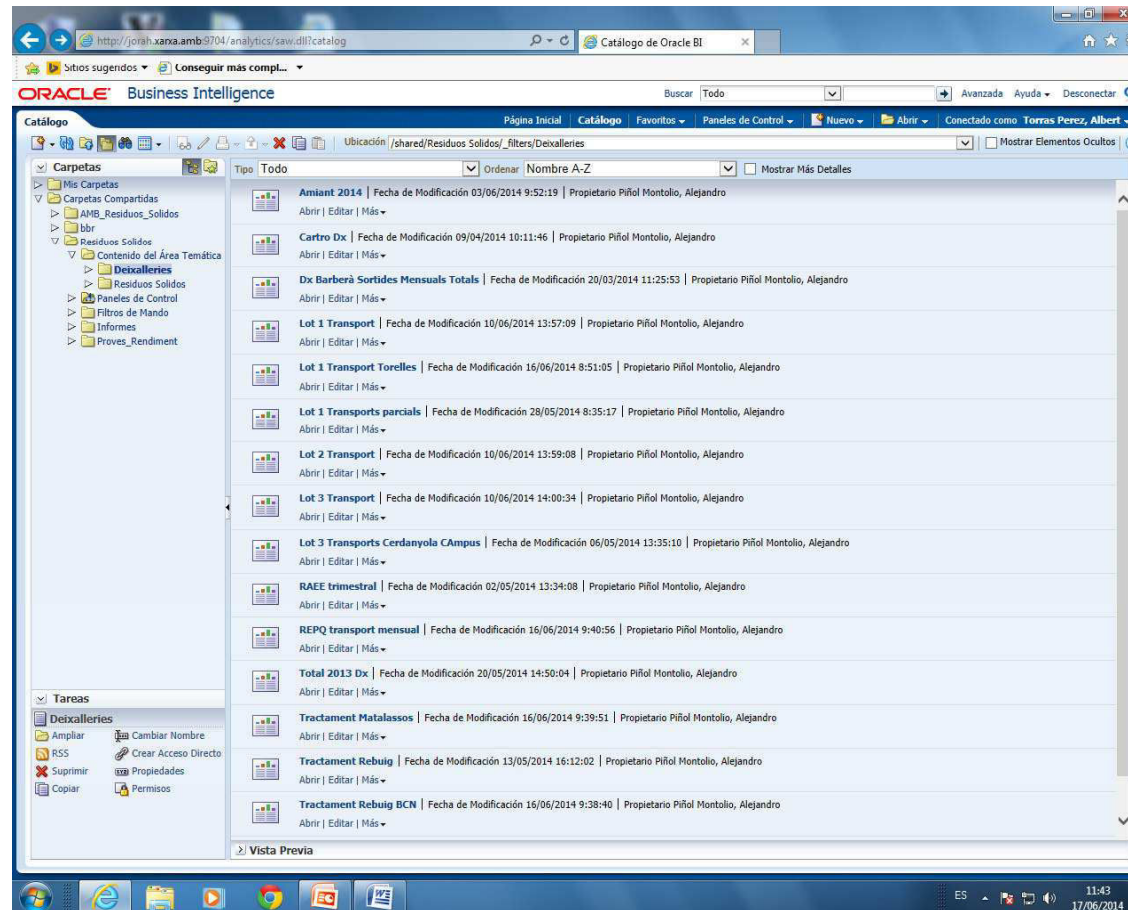 http://jorah.xarxa.amb:9704/analytics/saw.dll?catalog
Catálogo de Oracle BI
Sitios sugeridos
Conseguir más compl...
ORACLE Business Intelligence
Buscar Todo
Avanzada Ayuda Desconectar
Catálogo
Página Inicial Catálogo Favoritos Paneles de Control Nuevo Abrir Conectado como Torras Perez, Albert
Ubicación /shared/Residuos Solidos/_filters/Deixalleries
Mostrar Elementos Ocultos
Carpetas
Mis Carpetas
Carpetas Compartidas
AMB_Residuos_Solidos
bbr
Residuos Solidos
Contenido del Área Temática
Deixalleries
Residuos Solidos
Paneles de Control
Filtros de Mando
Informes
Proves_Rendiment
Tipo Todo Ordenar Nombre A-Z Mostrar Más Detalles
Amiant 2014 | Fecha de Modificación 03/06/2014 9:52:19 | Propietario Piñol Montolio, Alejandro
Abrir | Editar | Más
Cartro Dx | Fecha de Modificación 09/04/2014 10:11:46 | Propietario Piñol Montolio, Alejandro
Abrir | Editar | Más
Dx Barberà Sortides Mensuals Totals | Fecha de Modificación 20/03/2014 11:25:53 | Propietario Piñol Montolio, Alejandro
Abrir | Editar | Más
Lot 1 Transport | Fecha de Modificación 10/06/2014 13:57:09 | Propietario Piñol Montolio, Alejandro
Abrir | Editar | Más
Lot 1 Transport Torelles | Fecha de Modificación 16/06/2014 8:51:05 | Propietario Piñol Montolio, Alejandro
Abrir | Editar | Más
Lot 1 Transports parcials | Fecha de Modificación 28/05/2014 8:35:17 | Propietario Piñol Montolio, Alejandro
Abrir | Editar | Más
Lot 2 Transport | Fecha de Modificación 10/06/2014 13:59:08 | Propietario Piñol Montolio, Alejandro
Abrir | Editar | Más
Lot 3 Transport | Fecha de Modificación 10/06/2014 14:00:34 | Propietario Piñol Montolio, Alejandro
Abrir | Editar | Más
Lot 3 Transports Cerdanyola CAmpus | Fecha de Modificación 06/05/2014 13:35:10 | Propietario Piñol Montolio, Alejandro
Abrir | Editar | Más
RAEE trimestral | Fecha de Modificación 02/05/2014 13:34:08 | Propietario Piñol Montolio, Alejandro
Abrir | Editar | Más
REPQ transport mensual | Fecha de Modificación 16/06/2014 9:40:56 | Propietario Piñol Montolio, Alejandro
Abrir | Editar | Más
Total 2013 Dx | Fecha de Modificación 20/05/2014 14:50:04 | Propietario Piñol Montolio, Alejandro
Abrir | Editar | Más
Tractament Matalassos | Fecha de Modificación 16/06/2014 9:39:51 | Propietario Piñol Montolio, Alejandro
Abrir | Editar | Más
Tractament Rebuig | Fecha de Modificación 13/05/2014 16:12:02 | Propietario Piñol Montolio, Alejandro
Abrir | Editar | Más
Tractament Rebuig BCN | Fecha de Modificación 16/06/2014 9:38:40 | Propietario Piñol Montolio, Alejandro
Abrir | Editar | Más
Tareas
Deixalleries
Ampliar Cambiar Nombre
RSS Crear Acceso Directo
Suprimir Propiedades
Copiar Permisos
Vista Previa
ES
11:43
17/06/2014